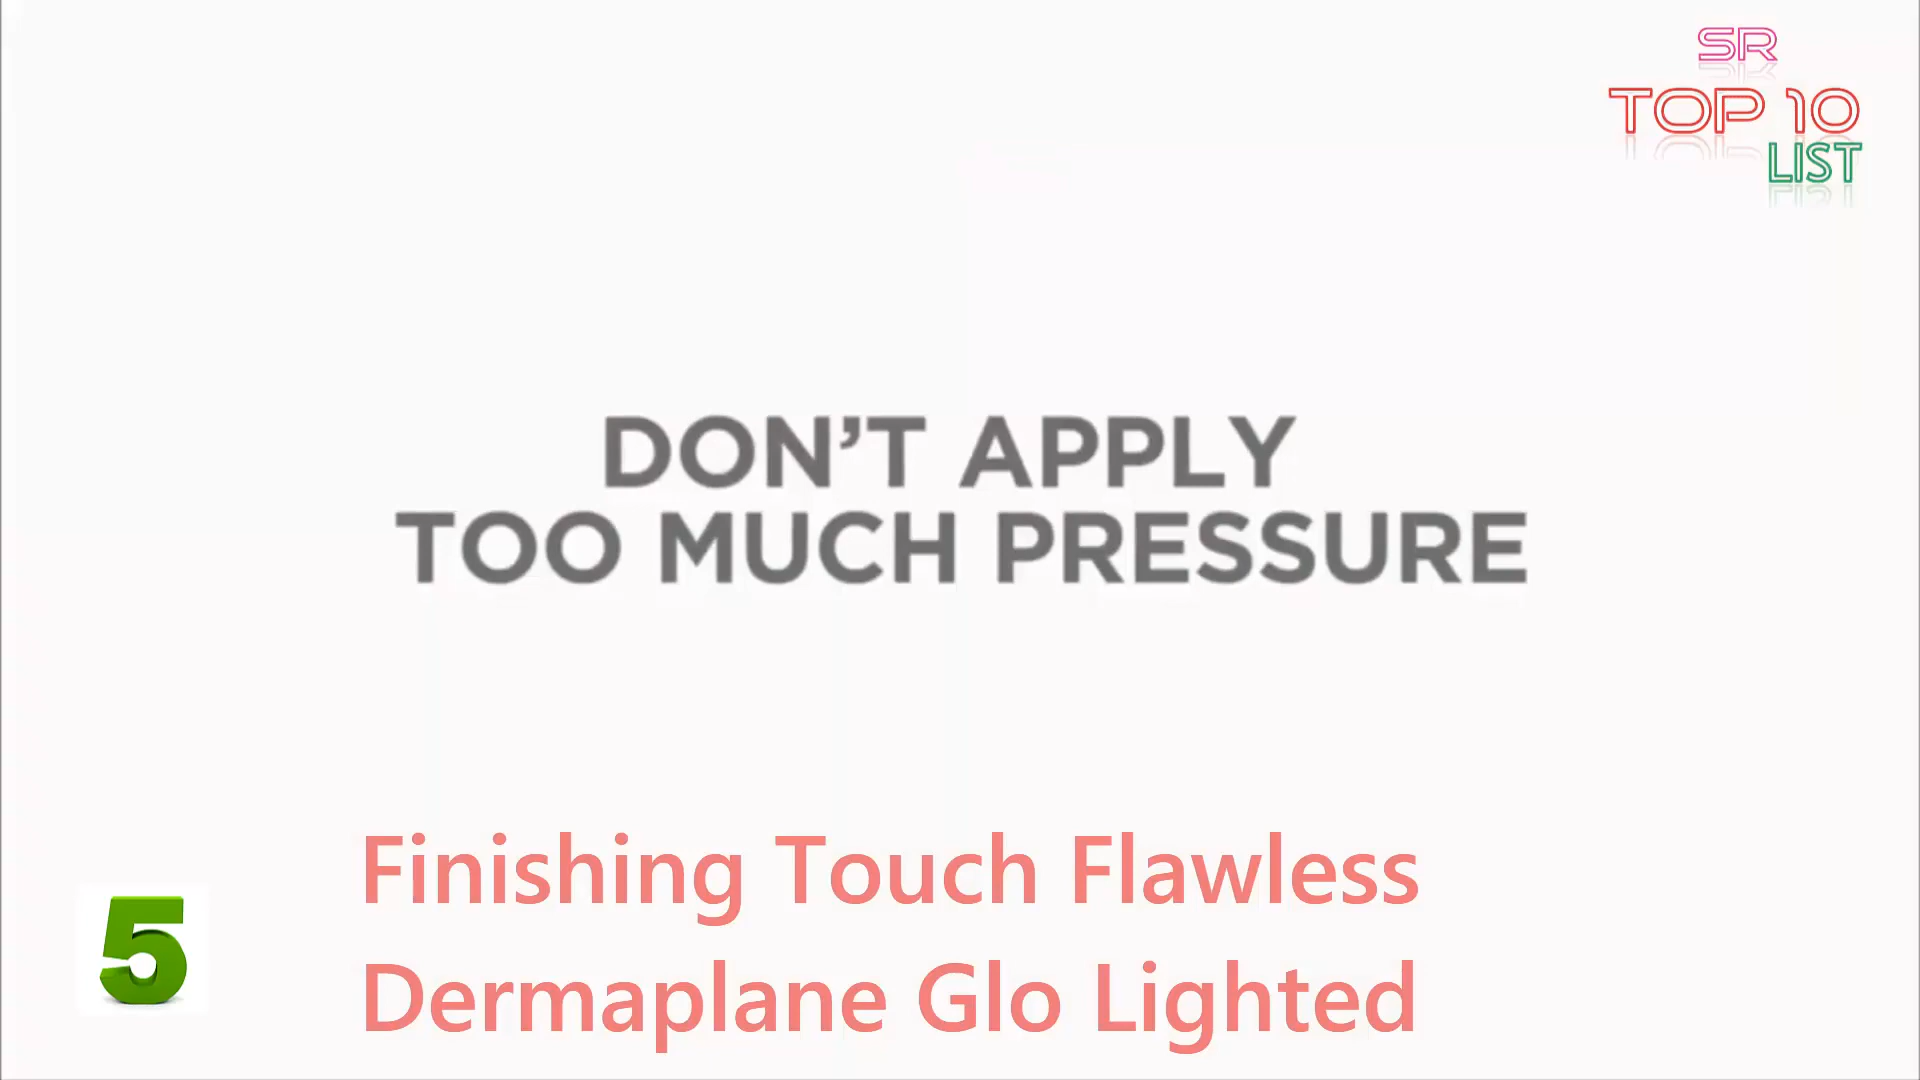 SR
TOP 10
LIST
DON'T APPLY
TOO MUCH PRESSURE
Finishing Touch Flawless
5
Dermaplane Glo Lighted